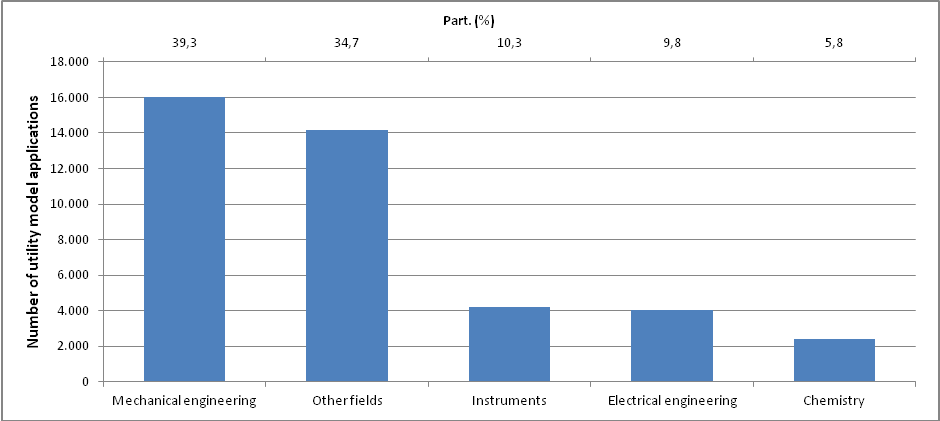 Part. (%)
39,3 34,7 10,3 9,8 5,8
Number of utility model applications
18.000
16.000
14.000
12.000
10.000
8.000
6.000
4.000
2.000
0
Mechanical engineering Other fields Instruments Electrical engineering Chemistry